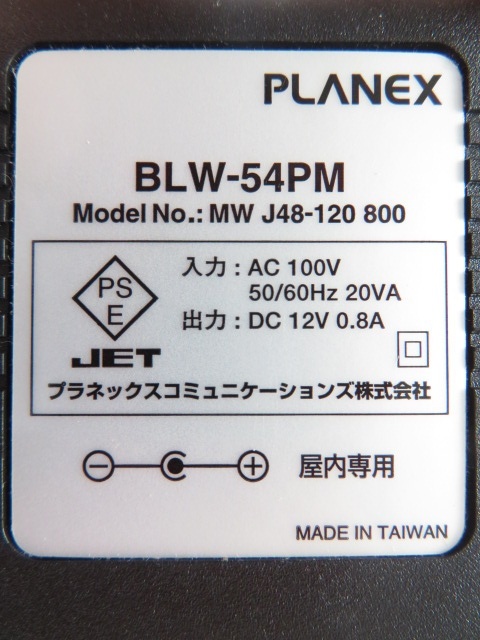 PLANEX
BLW-54PM
Model No.: MW J48-120 800
PS
E
JET
入力 : AC 100V
50/60Hz 20VA
出力 : DC 12V 0.8A
プラネックスコミュニケーションズ株式会社
屋内専用
MADE IN TAIWAN